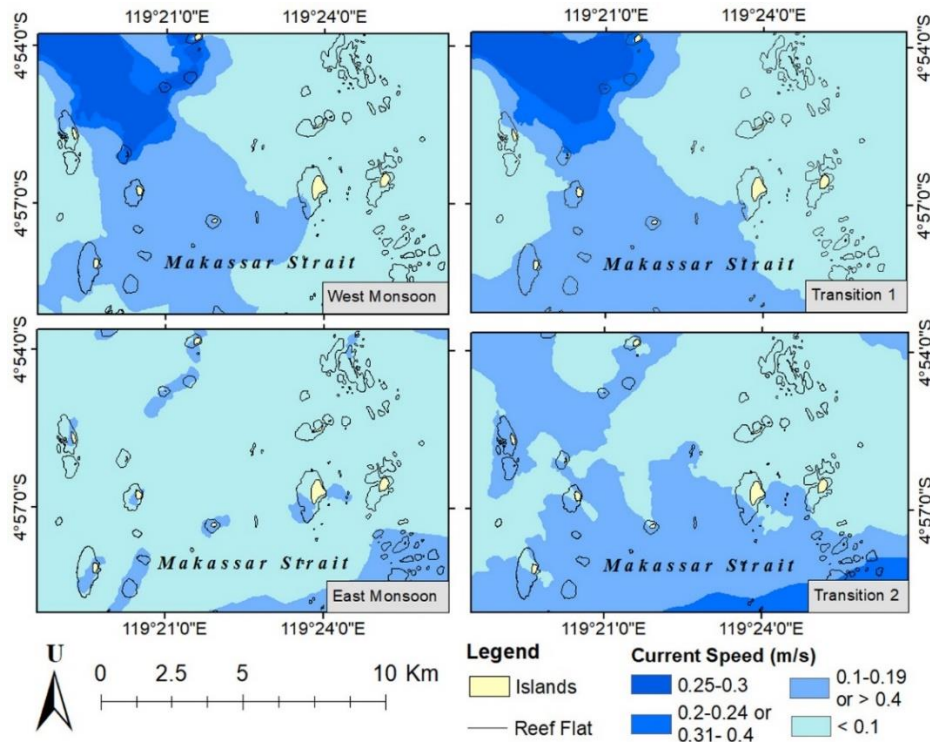 119°21'0"E 119°24'0"E 119°21'0"E 119°24'0"E
4°54'0"S 4°54'0"S
4°57'0"S 4°57'0"S
Makassar Strait Makassar Strait
West Monsoon Transition 1
4°54'0"S 4°54'0"S
4°57'0"S 4°57'0"S
Makassar Strait Makassar Strait
East Monsoon Transition 2
119°21'0"E 119°24'0"E 119°21'0"E 119°24'0"E
U
0 2.5 5 10 Km
Legend
Islands
Reef Flat
Current Speed (m/s)
0.25-0.3
0.2-0.24 or
0.31- 0.4
0.1-0.19
or > 0.4
< 0.1